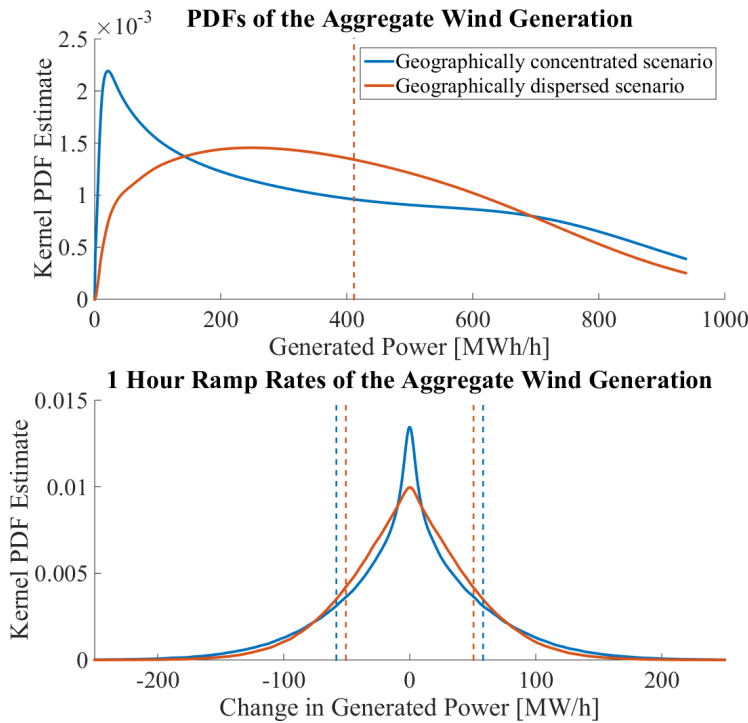 PDFs of the Aggregate Wind Generation
×10⁻³
2.5
2
1.5
1
0.5
0
Kernel PDF Estimate
Geographically concentrated scenario
Geographically dispersed scenario
0 200 400 600 800 1000
Generated Power [MWh/h]
1 Hour Ramp Rates of the Aggregate Wind Generation
0.015
0.01
0.005
0
Kernel PDF Estimate
-200 -100 0 100 200
Change in Generated Power [MW/h]